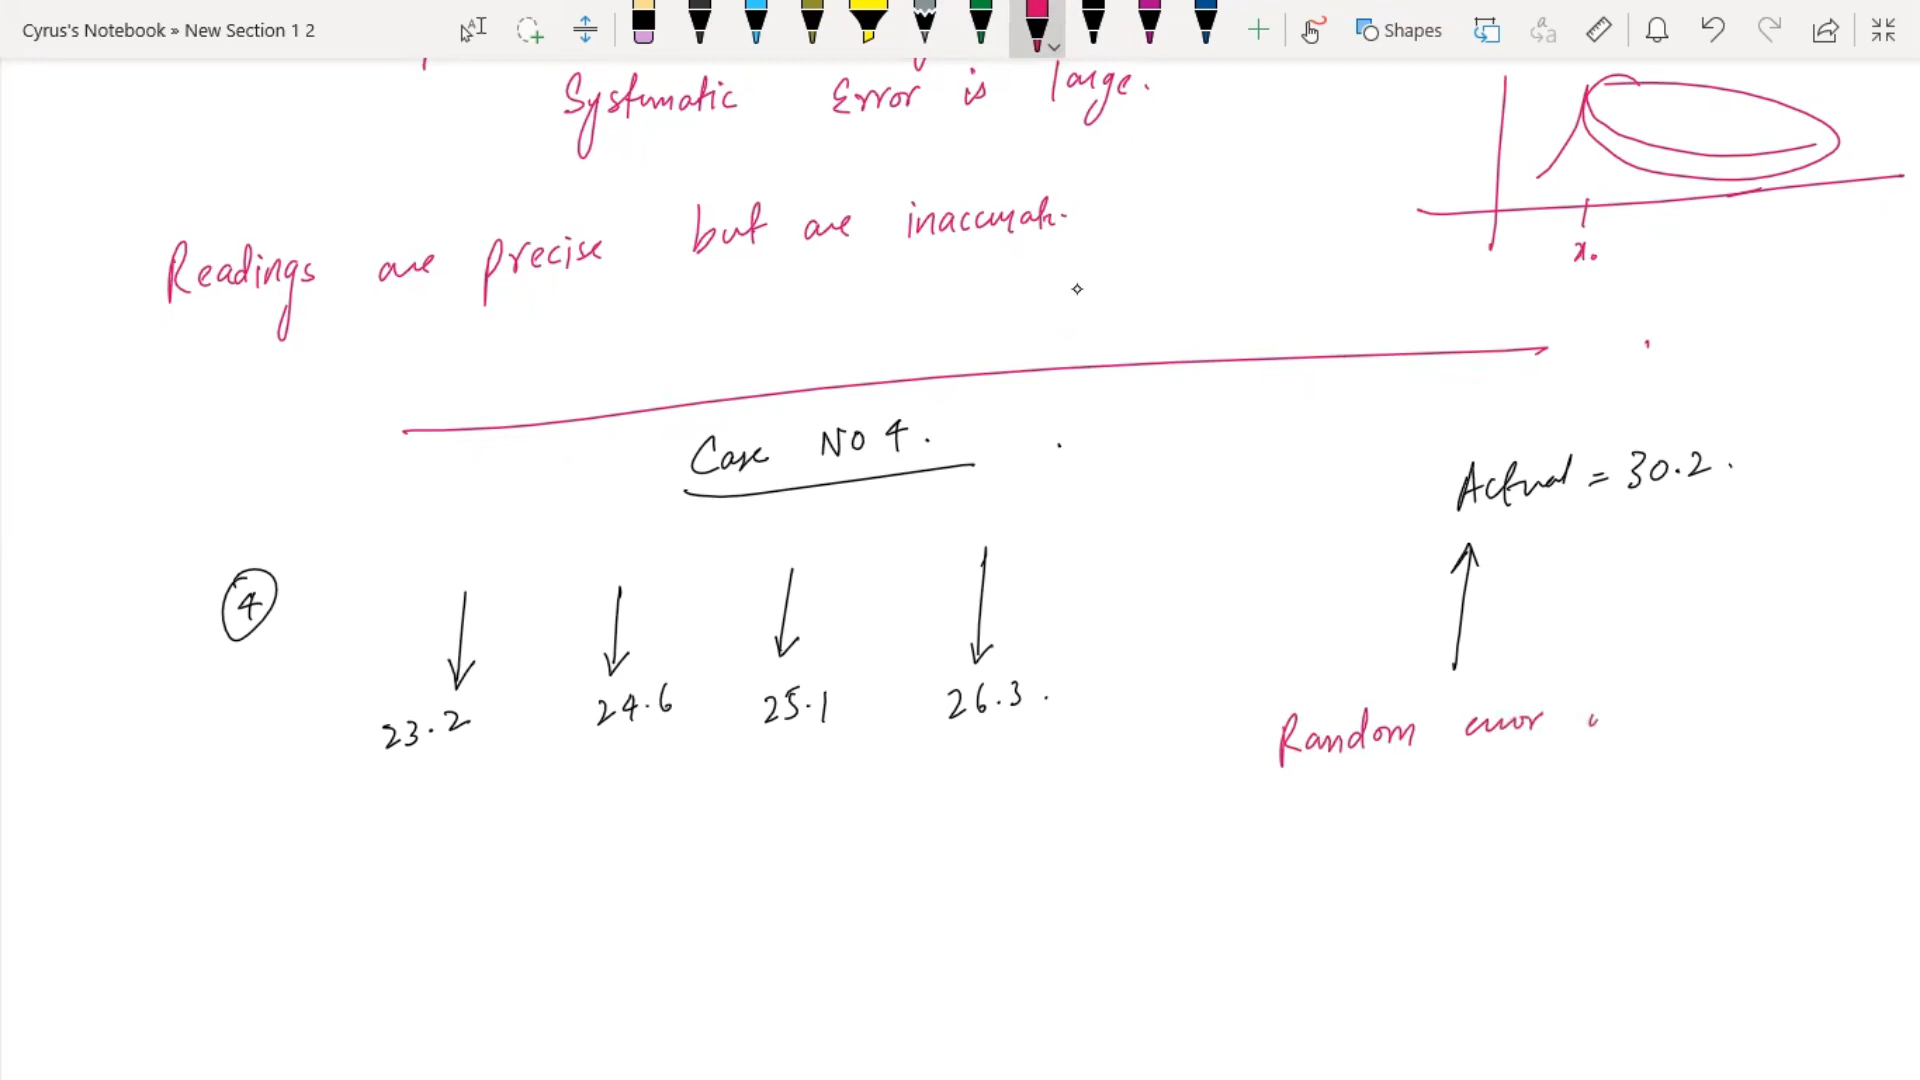 Cyrus's Notebook » New Section 1 2
Shapes
Systematic Error is large.
x₀
Readings are precise but are inaccurate.
Case No 4.
Actual = 30.2.
4
23.2 24.6 25.1 26.3.
Random error